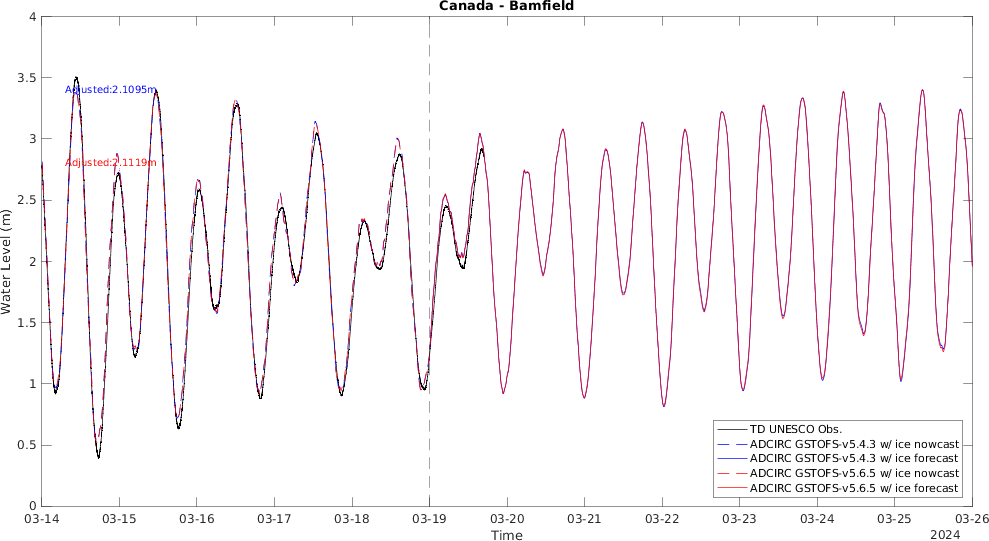 Canada - Bamfield
4
3.5
3
2.5
2
1.5
1
0.5
0
Water Level (m)
Adjusted:2.1095m
Adjusted:2.1119m
TD UNESCO Obs.
ADCIRC GSTOFS-v5.4.3 w/ ice nowcast
ADCIRC GSTOFS-v5.4.3 w/ ice forecast
ADCIRC GSTOFS-v5.6.5 w/ ice nowcast
ADCIRC GSTOFS-v5.6.5 w/ ice forecast
03-14 03-15 03-16 03-17 03-18 03-19 03-20 03-21 03-22 03-23 03-24 03-25 03-26
Time
2024